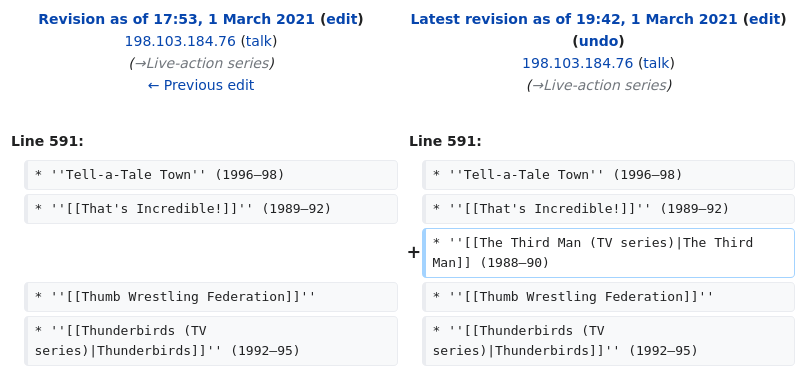 Revision as of 17:53, 1 March 2021 (edit)
198.103.184.76 (talk)
(→Live-action series)
← Previous edit
Latest revision as of 19:42, 1 March 2021 (edit)
(undo)
198.103.184.76 (talk)
(→Live-action series)
Line 591:
Line 591:
* ''Tell-a-Tale Town'' (1996–98)
* ''Tell-a-Tale Town'' (1996–98)
* ''[[That's Incredible!]]'' (1989–92)
* ''[[That's Incredible!]]'' (1989–92)
+
* ''[[The Third Man (TV series)|The Third
Man]] (1988–90)
* ''[[Thumb Wrestling Federation]]''
* ''[[Thumb Wrestling Federation]]''
* ''[[Thunderbirds (TV
series)|Thunderbirds]]'' (1992–95)
* ''[[Thunderbirds (TV
series)|Thunderbirds]]'' (1992–95)